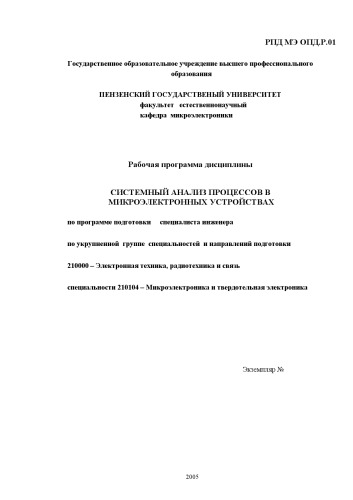 РПД МЭ ОПД.Р.01
Государственное образовательное учреждение высшего профессионального
образования
ПЕНЗЕНСКИЙ ГОСУДАРСТВЕНЫЙ УНИВЕРСИТЕТ
факультет естественнонаучный
кафедра микроэлектроники
Рабочая программа дисциплины
СИСТЕМНЫЙ АНАЛИЗ ПРОЦЕССОВ В
МИКРОЭЛЕКТРОННЫХ УСТРОЙСТВАХ
по программе подготовки специалиста инженера
по укрупненной группе специальностей и направлений подготовки
210000 – Электронная техника, радиотехника и связь
специальности 210104 – Микроэлектроника и твердотельная электроника
Экземпляр №
2005